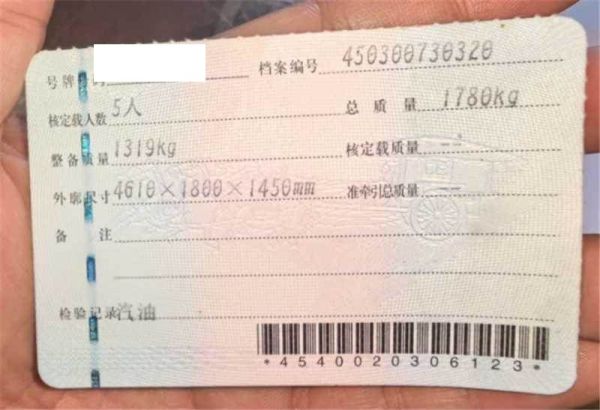 号牌号码 档案编号 450300730320
核定载人数 5人 总质量 1780kg
整备质量 1319kg 核定载质量 --
外廓尺寸 4610×1800×1450mm 准牵引总质量 --
备注
检验记录 汽油
*4540020306123*